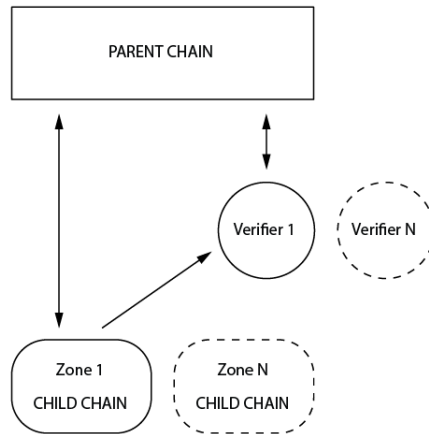 PARENT CHAIN
Verifier 1
Verifier N
Zone 1
CHILD CHAIN
Zone N
CHILD CHAIN